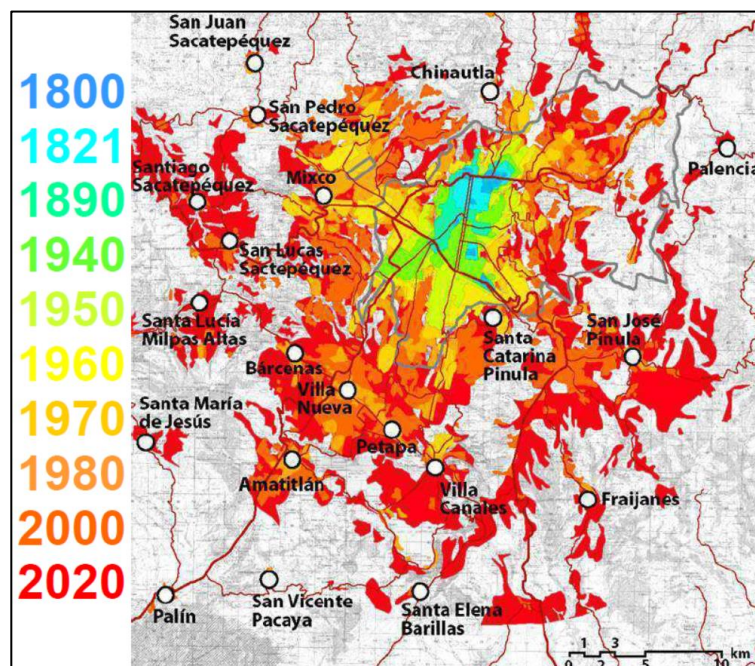 1800
1821
1890
1940
1950
1960
1970
1980
2000
2020
San Juan
Sacatepéquez
Chinautla
San Pedro
Sacatepéquez
Palencia
Santiago
Sacatepéquez
Mixco
San Lucas
Sactepéquez
Santa Lucía
Milpas Altas
Santa
Catarina
Pinula
San José
Pinula
Bárcenas
Villa
Nueva
Santa María
de Jesús
Petapa
Amatitlán
Villa
Canales
Fraijanes
San Vicente
Pacaya
Santa Elena
Barillas
Palín
1 3
0 2 5 10 km